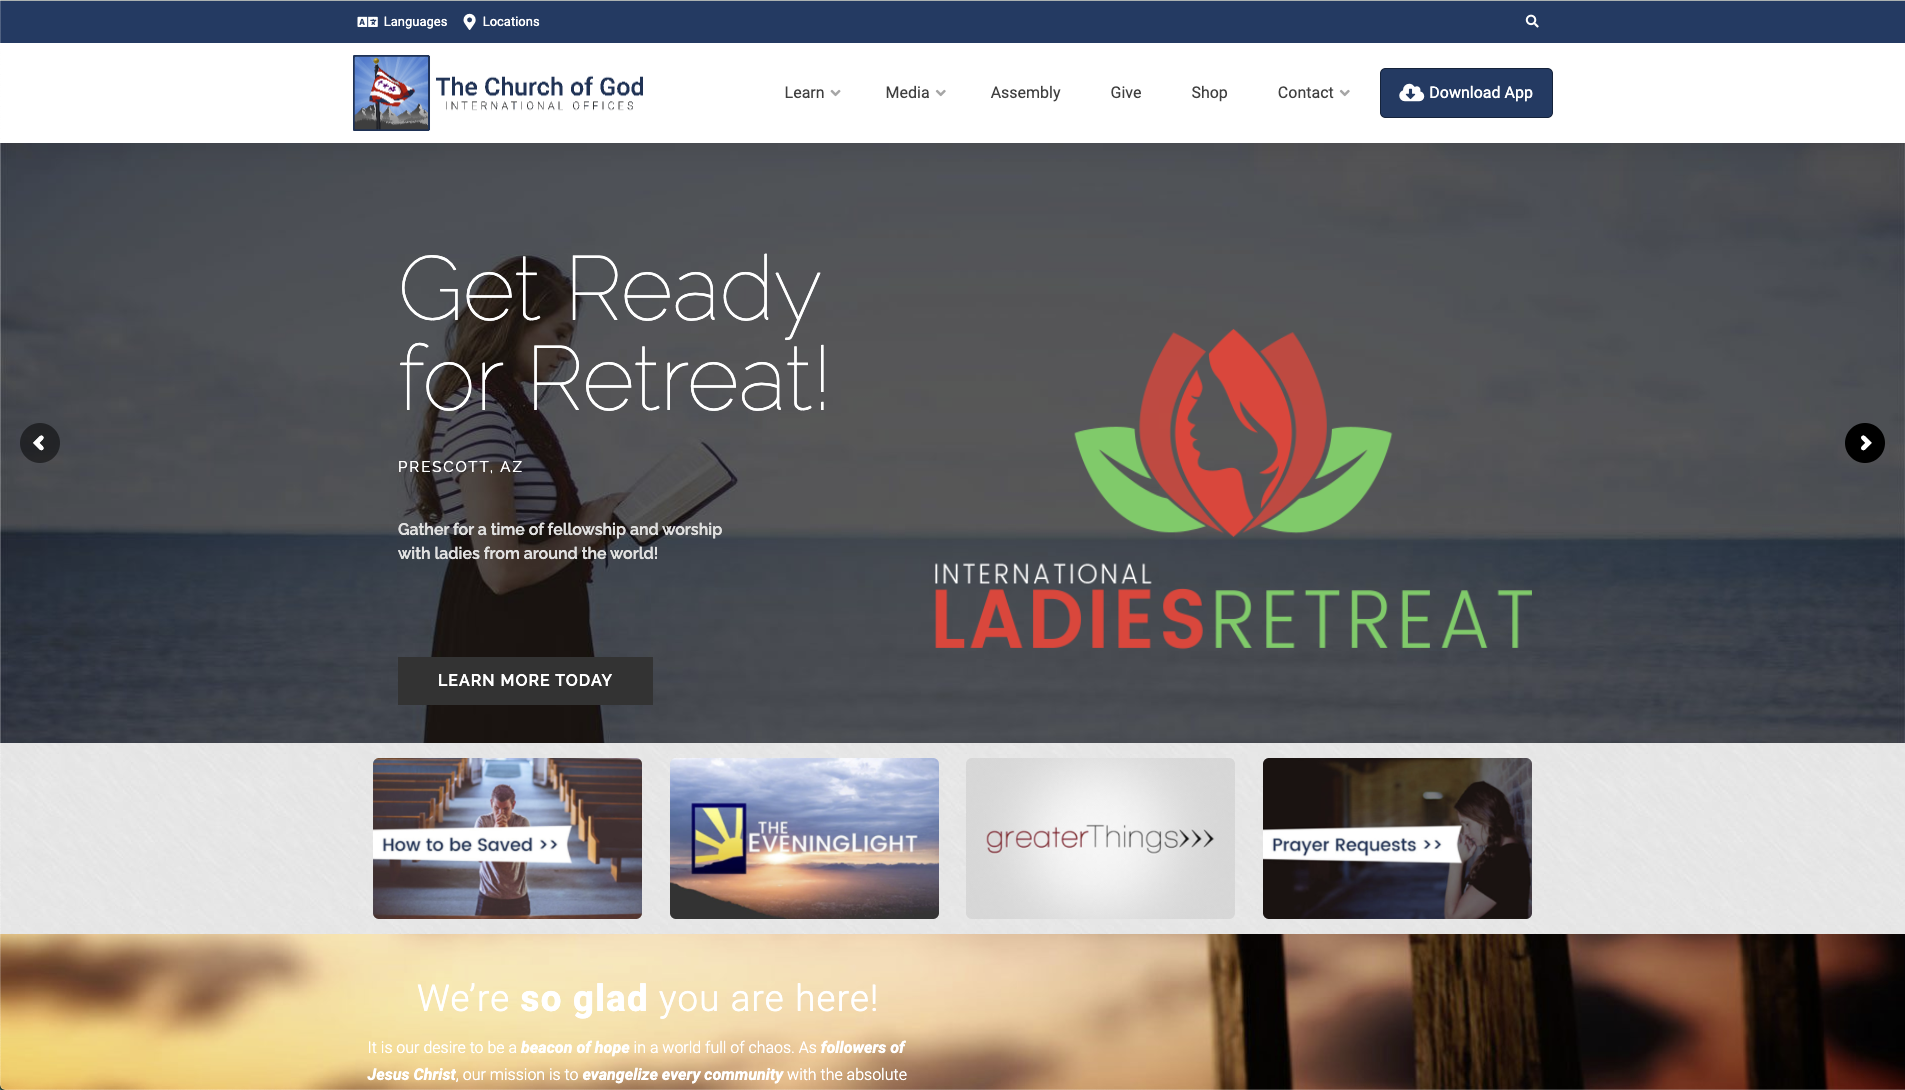 Languages
Locations
The Church of God
INTERNATIONAL OFFICES
Learn
Media
Assembly
Give
Shop
Contact
Download App
Get Ready
for Retreat!
PRESCOTT, AZ
Gather for a time of fellowship and worship
with ladies from around the world!
LEARN MORE TODAY
INTERNATIONAL
LADIESRETREAT
How to be Saved >>
THE
EVENINGLIGHT
greaterThings>>>
Prayer Requests >>
We're so glad you are here!
It is our desire to be a beacon of hope in a world full of chaos. As followers of
Jesus Christ, our mission is to evangelize every community with the absolute